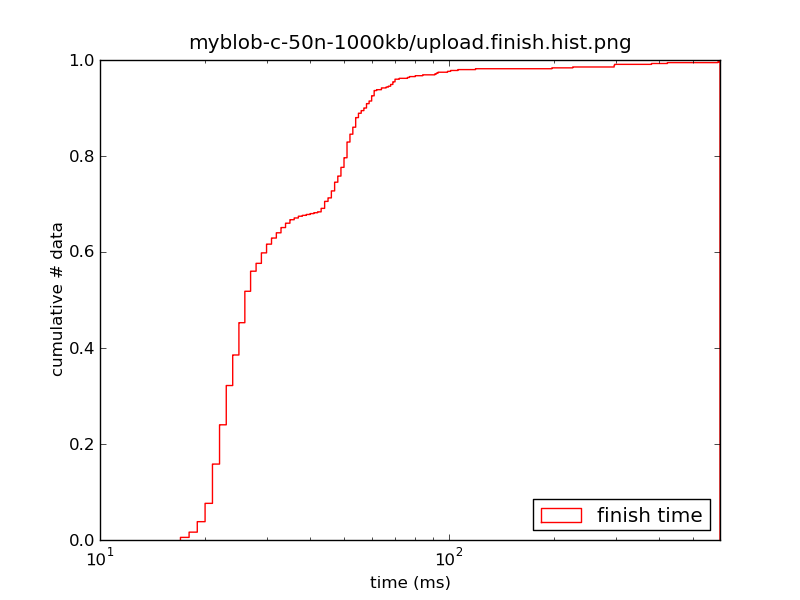 myblob-c-50n-1000kb/upload.finish.hist.png
1.0
0.8
0.6
0.4
0.2
0.0
cumulative # data
10¹
10²
time (ms)
finish time